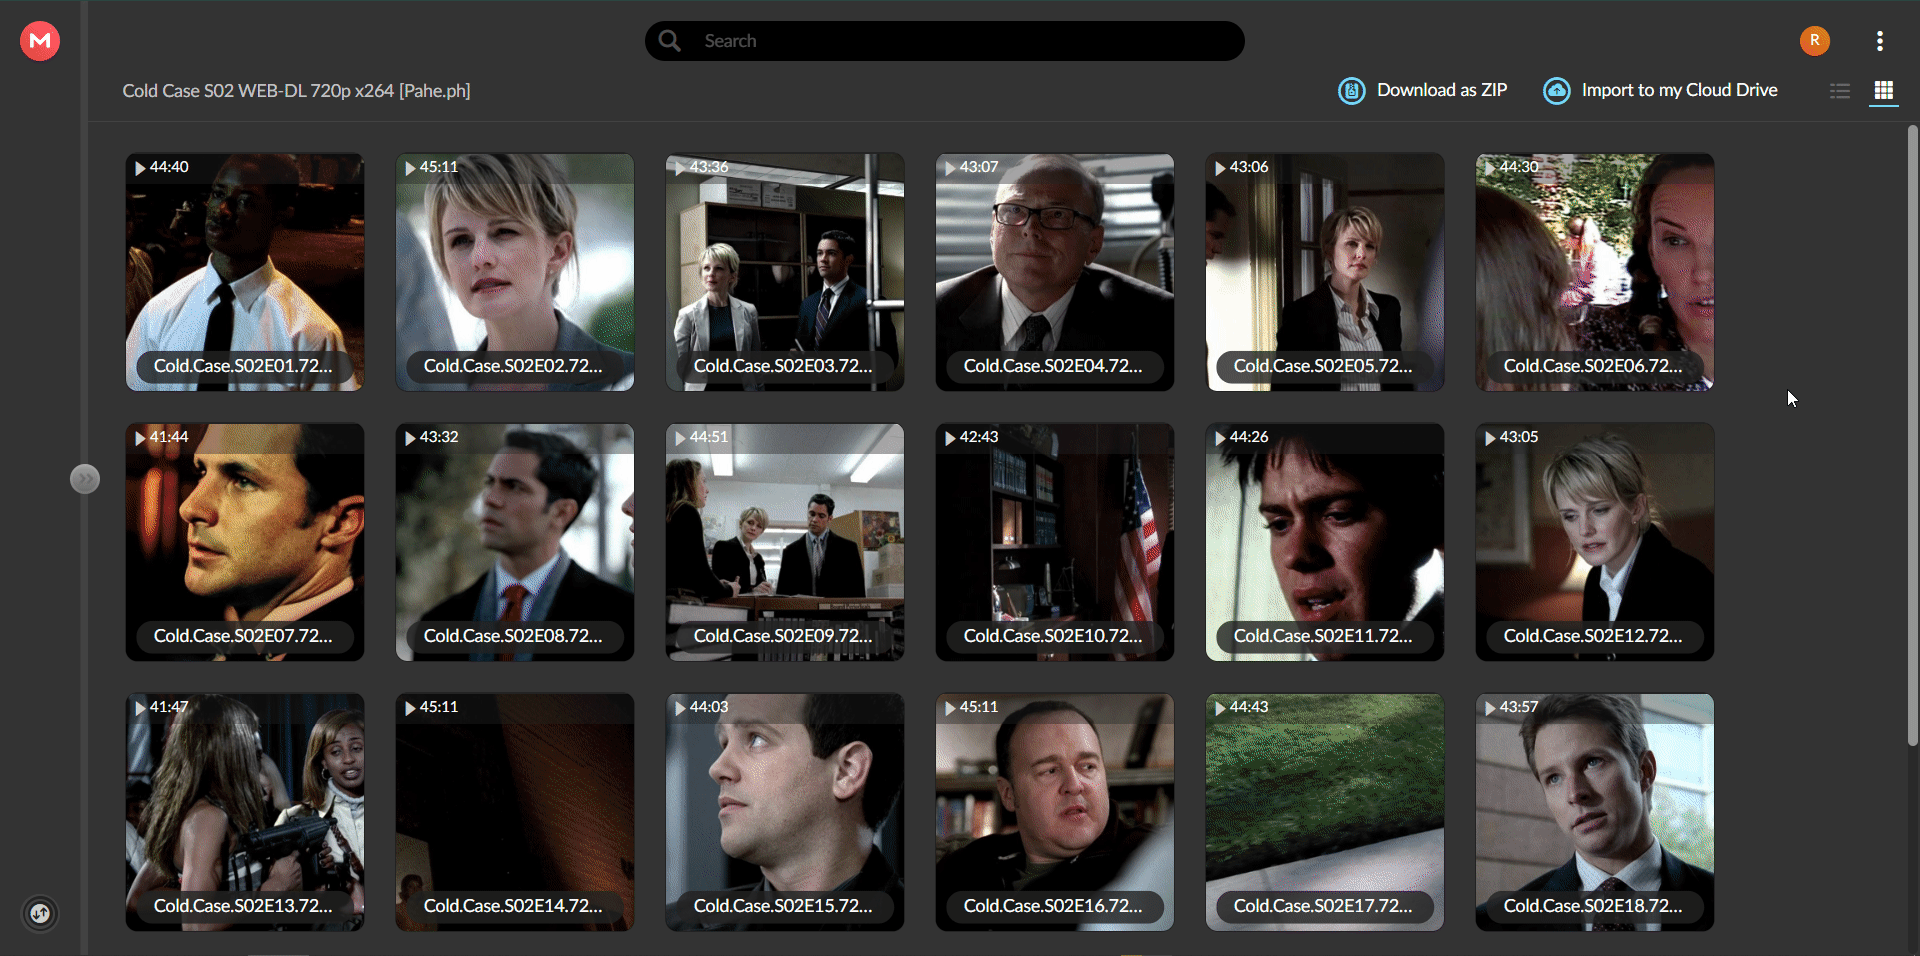 M
Search
R
Cold Case S02 WEB-DL 720p x264 [Pahe.ph]
Download as ZIP
Import to my Cloud Drive
44:40
45:11
43:36
43:07
43:06
44:30
Cold.Case.S02E01.72...
Cold.Case.S02E02.72...
Cold.Case.S02E03.72...
Cold.Case.S02E04.72...
Cold.Case.S02E05.72...
Cold.Case.S02E06.72...
41:44
43:32
44:51
42:43
44:26
43:05
Cold.Case.S02E07.72...
Cold.Case.S02E08.72...
Cold.Case.S02E09.72...
Cold.Case.S02E10.72...
Cold.Case.S02E11.72...
Cold.Case.S02E12.72...
41:47
45:11
44:03
45:11
44:43
43:57
Cold.Case.S02E13.72...
Cold.Case.S02E14.72...
Cold.Case.S02E15.72...
Cold.Case.S02E16.72...
Cold.Case.S02E17.72...
Cold.Case.S02E18.72...